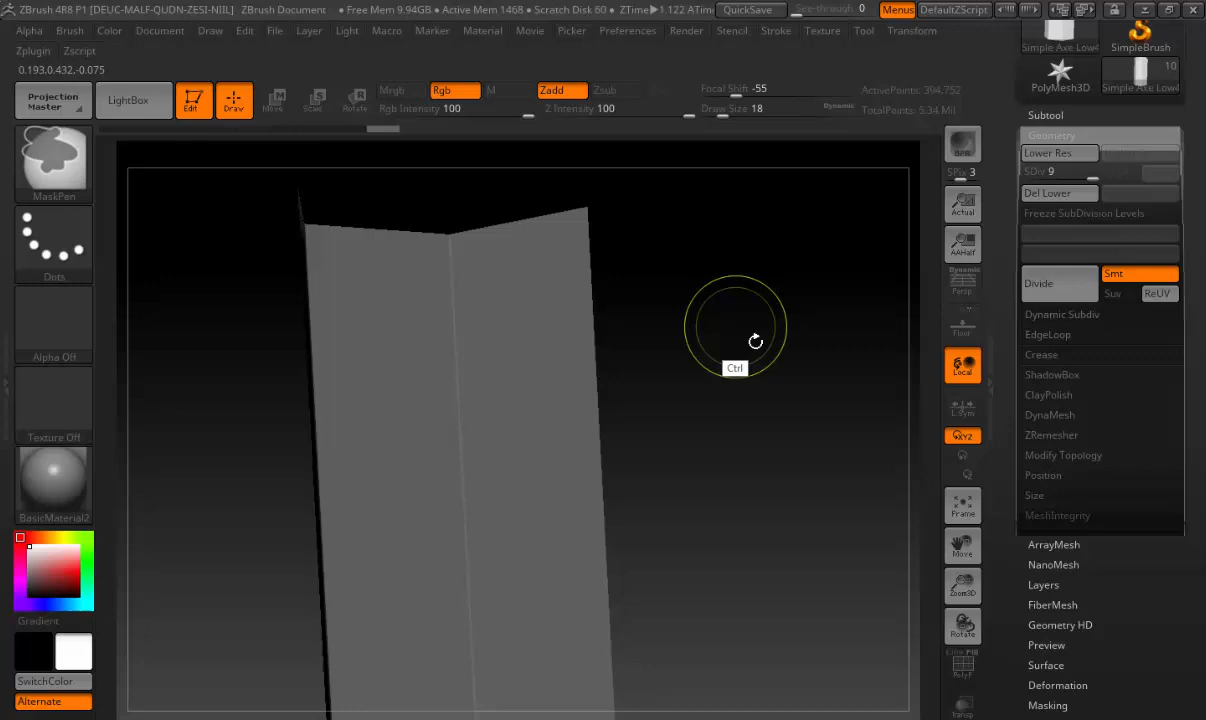 ZBrush 4R8 P1 [DEUC-MALF-QUDN-ZESI-NIIL] ZBrush Document • Free Mem 9.94GB • Active Mem 1468 • Scratch Disk 60 • ZTime▶1.122 ATime QuickSave See-through 0 Menus DefaultZScript
Alpha Brush Color Document Draw Edit File Layer Light Macro Marker Material Movie Picker Preferences Render Stencil Stroke Texture Tool Transform
Zplugin Zscript
0.193,0.432,-0.075
Projection Master
LightBox
Edit
Draw
Move
Scale
Rotate
Mrgb Rgb M Zadd Zsub Focal Shift -55 ActivePoints: 394,752
Rgb Intensity 100 Z Intensity 100 Draw Size 18 Dynamic TotalPoints: 5.34 Mil
MaskPen
Dots
Alpha Off
Texture Off
BasicMaterial2
Gradient
SwitchColor
Alternate
Ctrl
BPR
SPix 3
Actual
AAHalf
Dynamic
Persp
Floor
Local
L.Sym
XYZ
Frame
Move
Zoom3D
Rotate
Line Fill
PolyF
Transp
Simple Axe Low4 SimpleBrush
10
PolyMesh3D Simple Axe Low4
Subtool
Geometry
Lower Res
SDiv 9
Del Lower
Freeze SubDivision Levels
Divide
Smt
Suv ReUV
Dynamic Subdiv
EdgeLoop
Crease
ShadowBox
ClayPolish
DynaMesh
ZRemesher
Modify Topology
Position
Size
MeshIntegrity
ArrayMesh
NanoMesh
Layers
FiberMesh
Geometry HD
Preview
Surface
Deformation
Masking